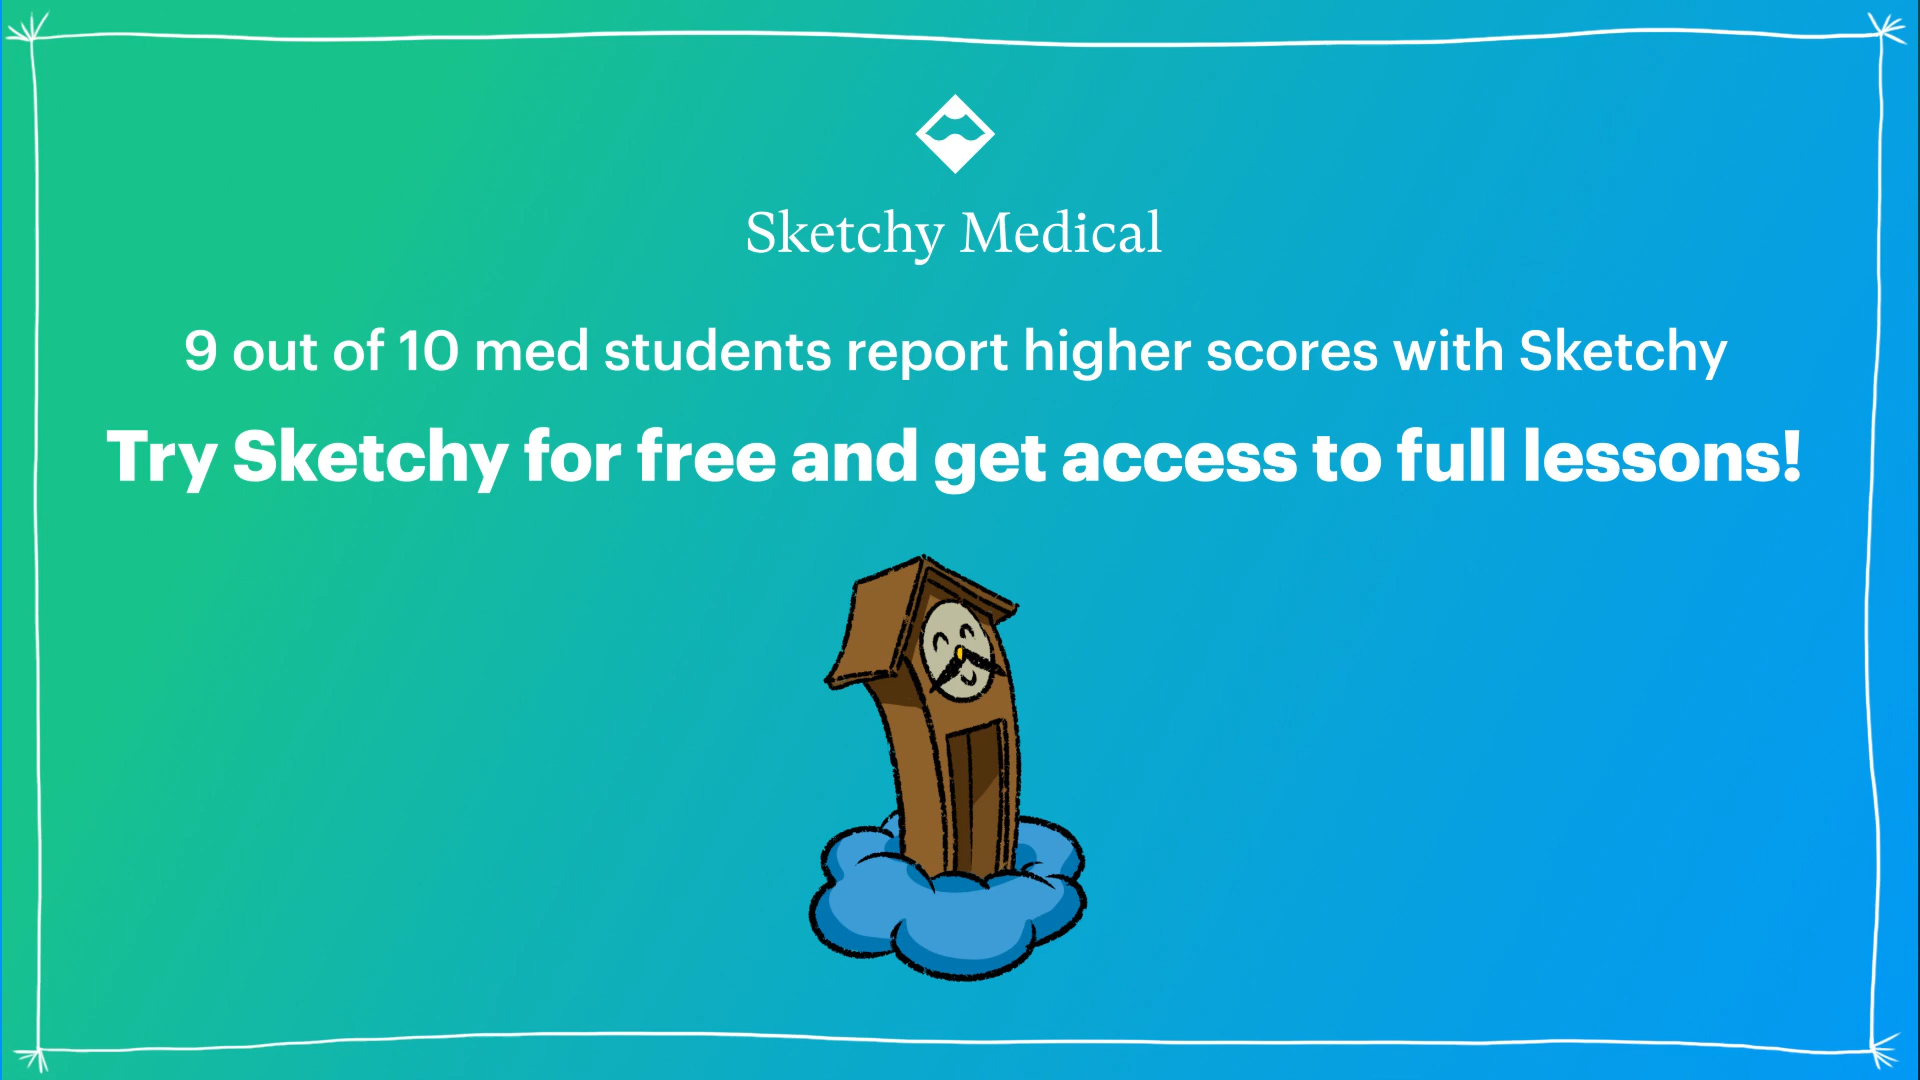 Sketchy Medical
9 out of 10 med students report higher scores with Sketchy
Try Sketchy for free and get access to full lessons!